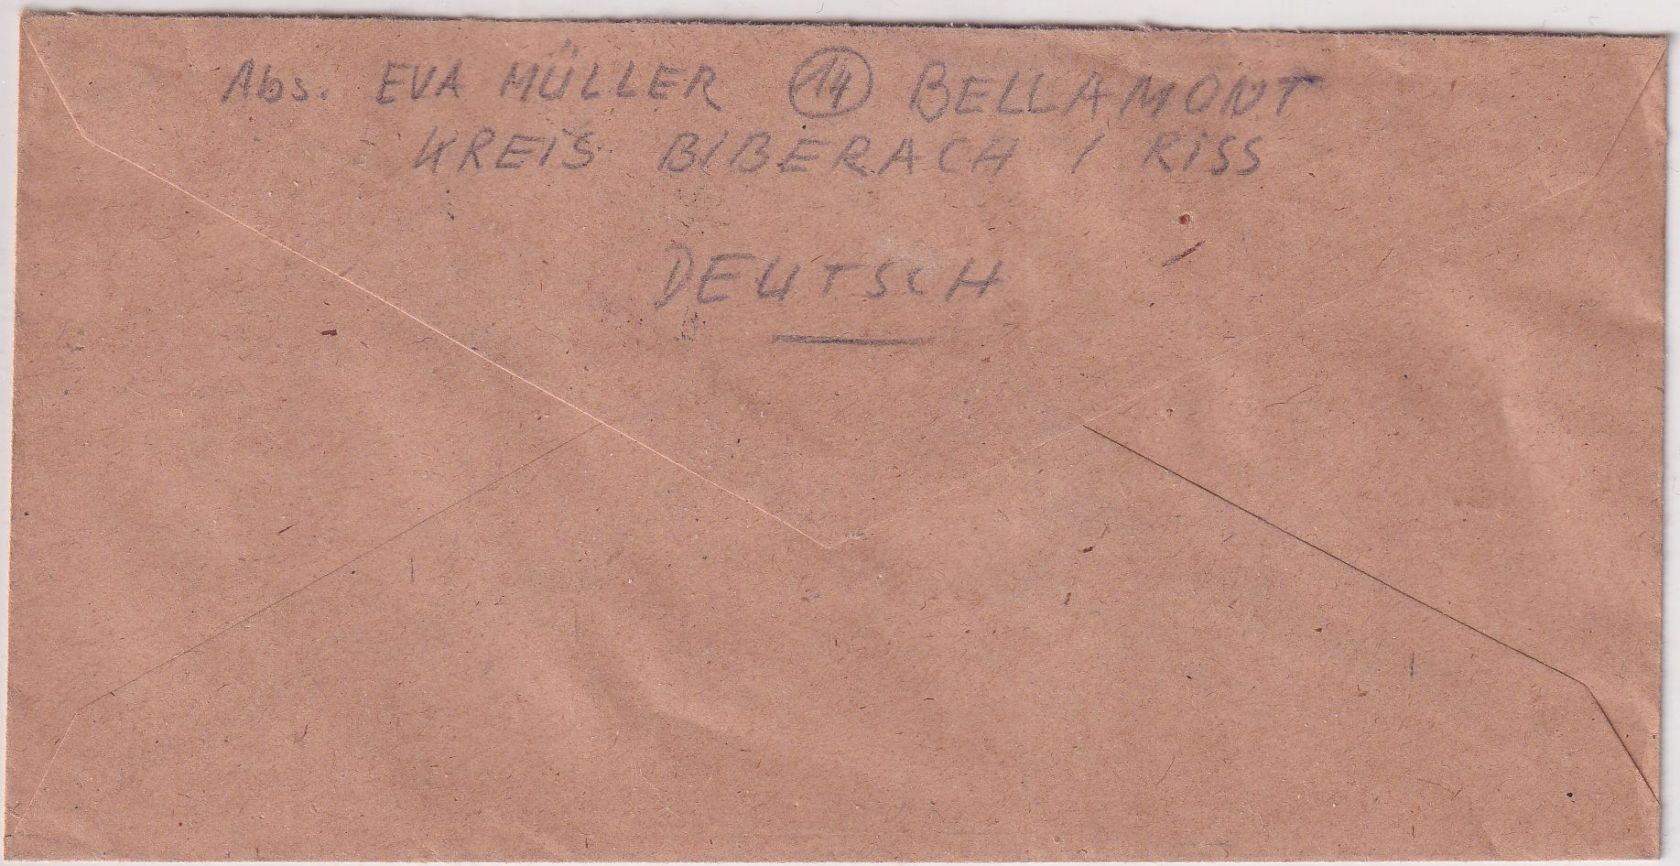 Abs. EVA MÜLLER 14 BELLAMONT
KREIS BIBERACH / RISS
DEUTSCH